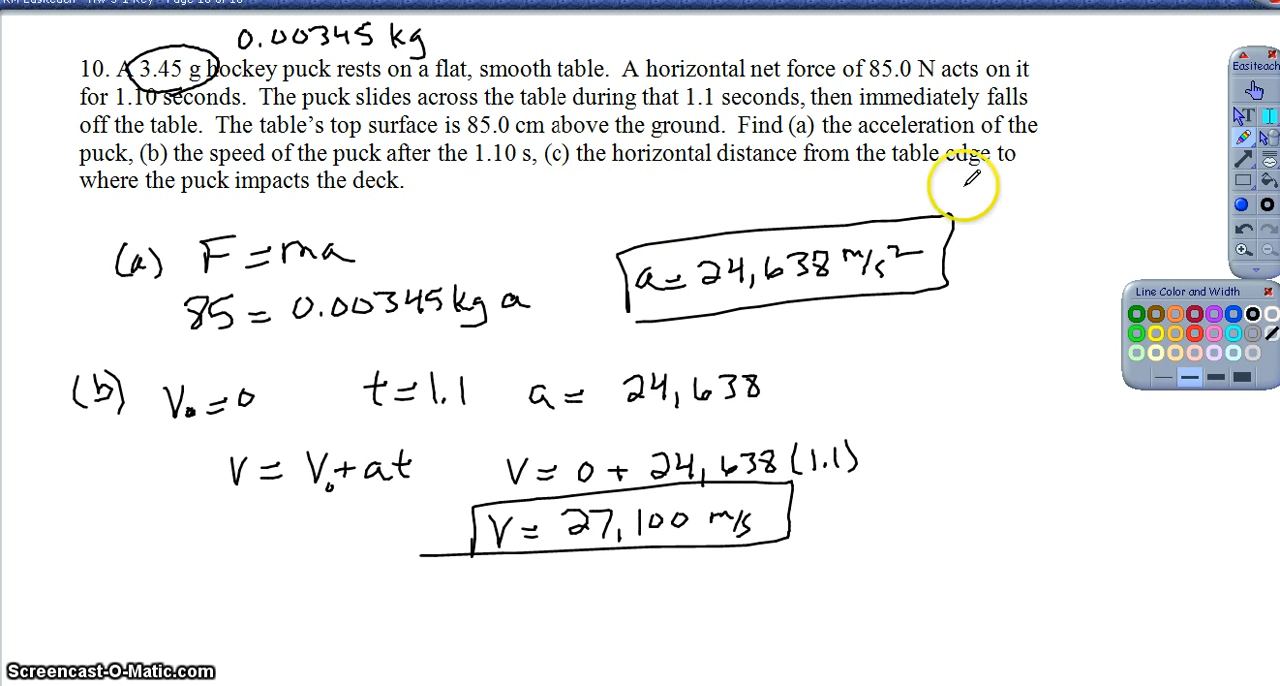 0.00345 kg
10. A 3.45 g hockey puck rests on a flat, smooth table. A horizontal net force of 85.0 N acts on it
for 1.10 seconds. The puck slides across the table during that 1.1 seconds, then immediately falls
off the table. The table's top surface is 85.0 cm above the ground. Find (a) the acceleration of the
puck, (b) the speed of the puck after the 1.10 s, (c) the horizontal distance from the table edge to
where the puck impacts the deck.
(a) F = ma
a = 24,638 m/s²
85 = 0.00345 kg a
(b) V₀ = 0 t = 1.1 a = 24,638
V = V₀ + at V = 0 + 24,638 (1.1)
V = 27,100 m/s
Easiteach
Line Color and Width
Screencast-O-Matic.com